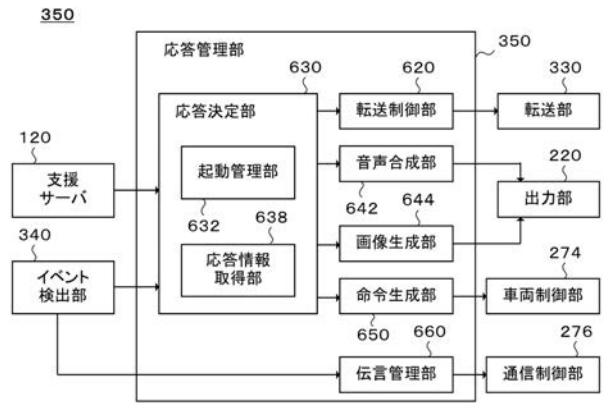 350
応答管理部
350
630
620
330
応答決定部
転送制御部
転送部
120
起動管理部
音声合成部
220
支援
サーバ
632
642
644
出力部
340
638
画像生成部
274
イベント
検出部
応答情報
取得部
命令生成部
車両制御部
650
660
276
伝言管理部
通信制御部